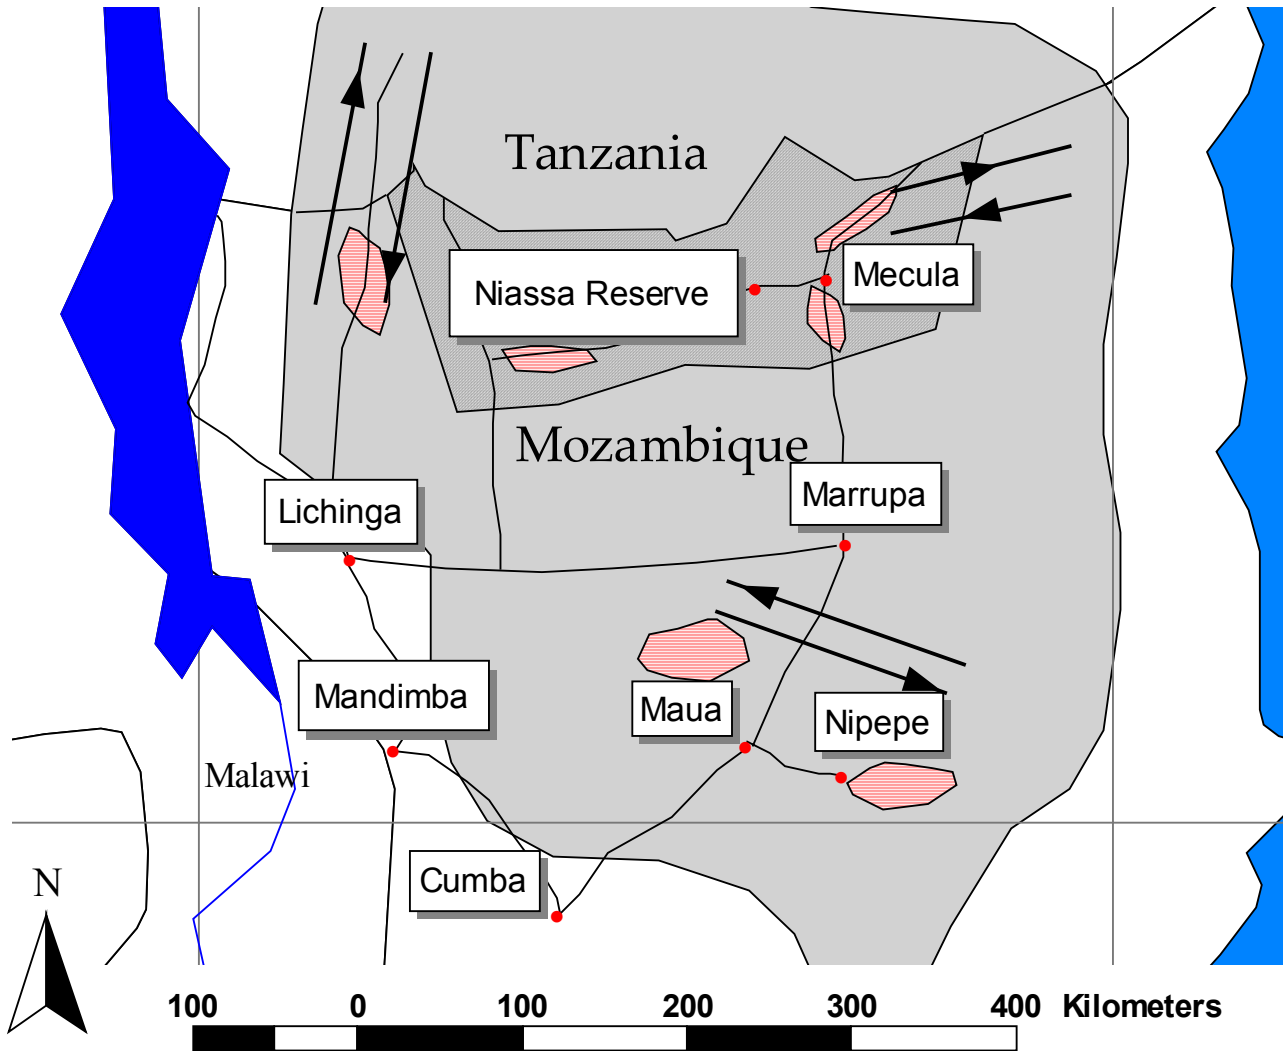 Tanzania
Mecula
Niassa Reserve
Mozambique
Marrupa
Lichinga
Mandimba
Maua
Nipepe
Malawi
Cumba
N
100 0 100 200 300 400 Kilometers